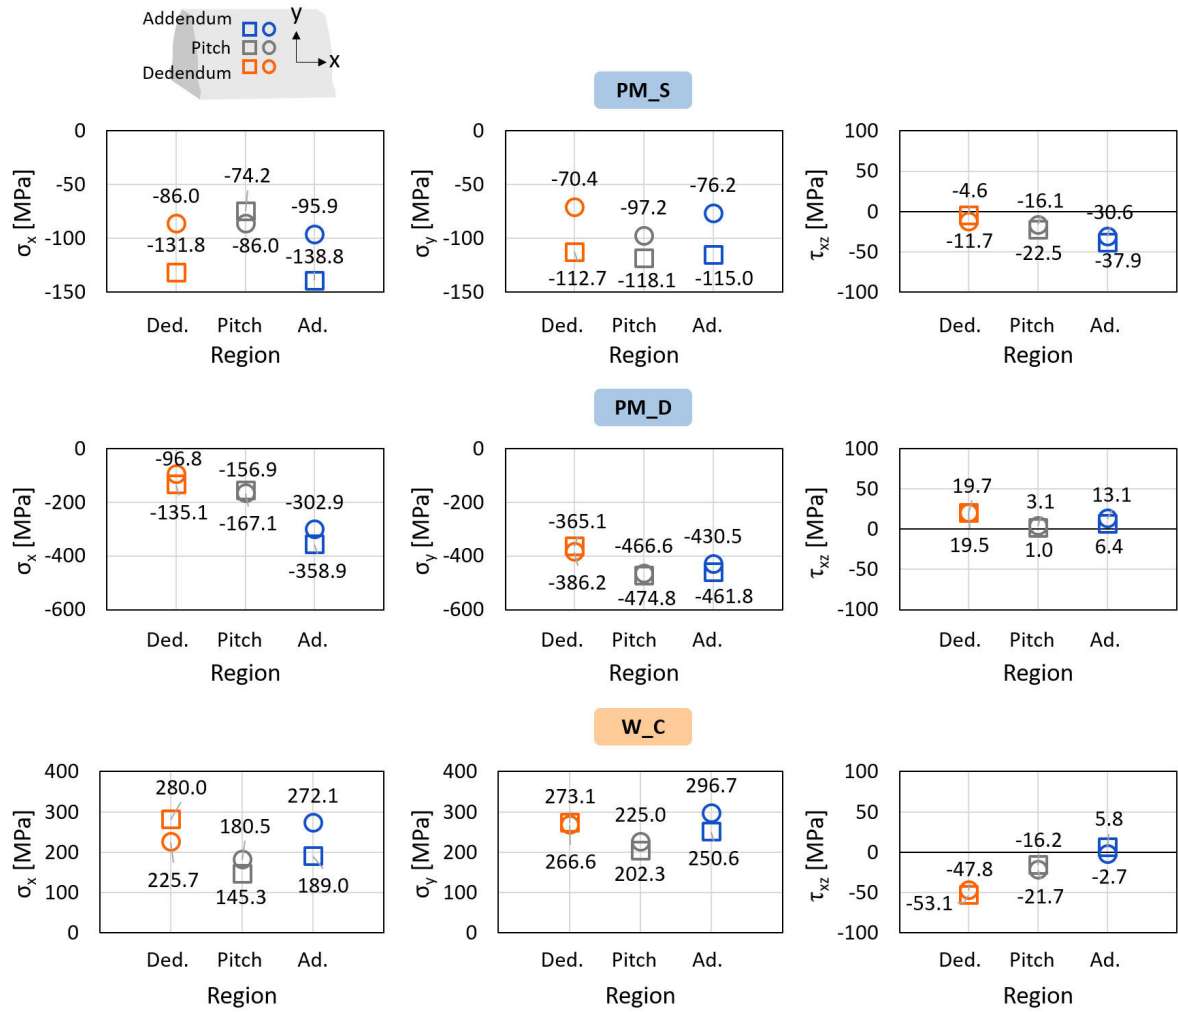 Addendum
Pitch
Dedendum
y
x
PM_S
0
-50
-100
-150
σx [MPa]
-86.0
-131.8
-74.2
-86.0
-95.9
-138.8
Ded. Pitch Ad.
Region
0
-50
-100
-150
σy [MPa]
-70.4
-112.7
-97.2
-118.1
-76.2
-115.0
Ded. Pitch Ad.
Region
100
50
0
-50
-100
τxz [MPa]
-4.6
-11.7
-16.1
-22.5
-30.6
-37.9
Ded. Pitch Ad.
Region
PM_D
0
-200
-400
-600
σx [MPa]
-96.8
-135.1
-156.9
-167.1
-302.9
-358.9
Ded. Pitch Ad.
Region
0
-200
-400
-600
σy [MPa]
-365.1
-386.2
-466.6
-474.8
-430.5
-461.8
Ded. Pitch Ad.
Region
100
50
0
-50
-100
τxz [MPa]
19.7
19.5
3.1
1.0
13.1
6.4
Ded. Pitch Ad.
Region
W_C
400
300
200
100
0
σx [MPa]
280.0
225.7
180.5
145.3
272.1
189.0
Ded. Pitch Ad.
Region
400
300
200
100
0
σy [MPa]
273.1
266.6
225.0
202.3
296.7
250.6
Ded. Pitch Ad.
Region
100
50
0
-50
-100
τxz [MPa]
-47.8
-53.1
-16.2
-21.7
5.8
-2.7
Ded. Pitch Ad.
Region